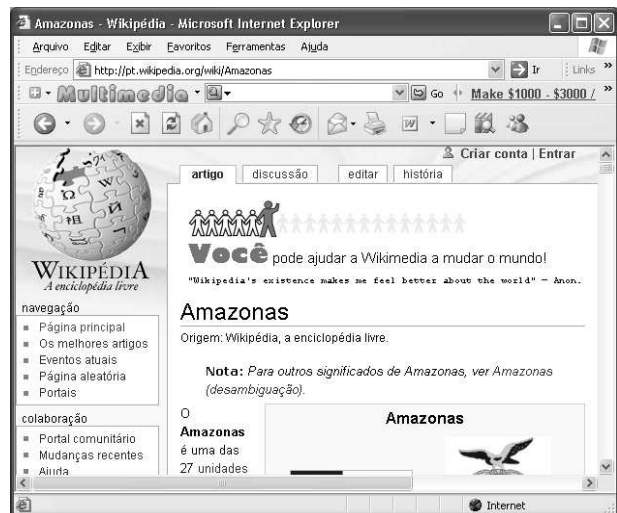 Amazonas - Wikipédia - Microsoft Internet Explorer
Arquivo Editar Exibir Favoritos Ferramentas Ajuda
Endereço http://pt.wikipedia.org/wiki/Amazonas Ir Links »
Multimedia Go Make $1000 - $3000 / »
Criar conta | Entrar
artigo discussão editar história
Você pode ajudar a Wikimedia a mudar o mundo!
"Wikipedia's existence makes me feel better about the world" — Anon.
WIKIPÉDIA
A enciclopédia livre
navegação
Página principal
Os melhores artigos
Eventos atuais
Página aleatória
Portais
colaboração
Portal comunitário
Mudanças recentes
Ajuda
Amazonas
Origem: Wikipédia, a enciclopédia livre.
Nota: Para outros significados de Amazonas, ver Amazonas
(desambiguação).
O
Amazonas
é uma das
27 unidades
Amazonas
Internet